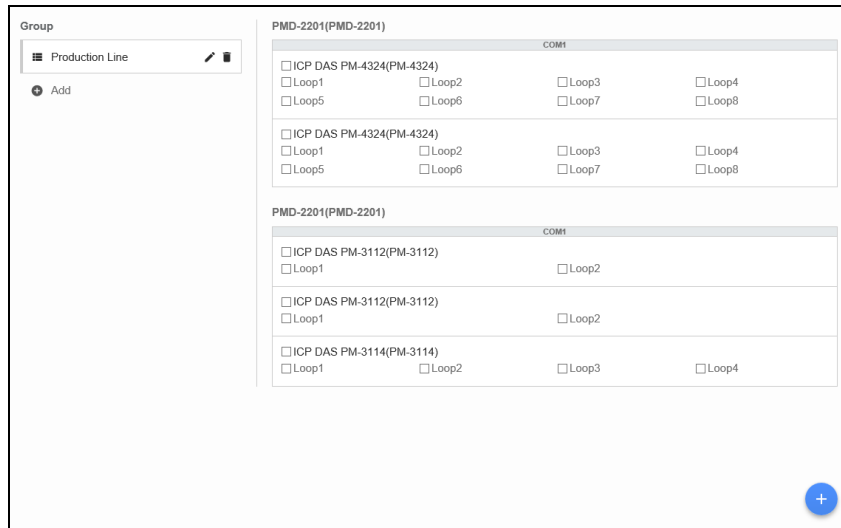 Group
Production Line
Add
PMD-2201(PMD-2201)
COM1
ICP DAS PM-4324(PM-4324)
Loop1 Loop2 Loop3 Loop4
Loop5 Loop6 Loop7 Loop8
ICP DAS PM-4324(PM-4324)
Loop1 Loop2 Loop3 Loop4
Loop5 Loop6 Loop7 Loop8
PMD-2201(PMD-2201)
COM1
ICP DAS PM-3112(PM-3112)
Loop1 Loop2
ICP DAS PM-3112(PM-3112)
Loop1 Loop2
ICP DAS PM-3114(PM-3114)
Loop1 Loop2 Loop3 Loop4